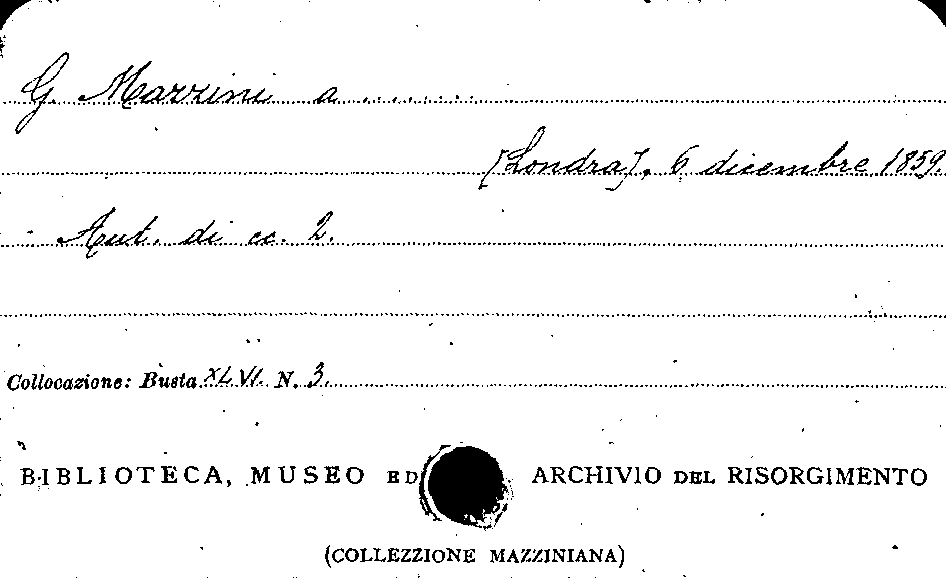 G. Mazzini a ........
[Londra], 6 dicembre 1859.
- Aut. di cc. 2.
Collocazione: Busta XLVI. N. 3.
BIBLIOTECA, MUSEO ED ARCHIVIO DEL RISORGIMENTO
(COLLEZZIONE MAZZINIANA)